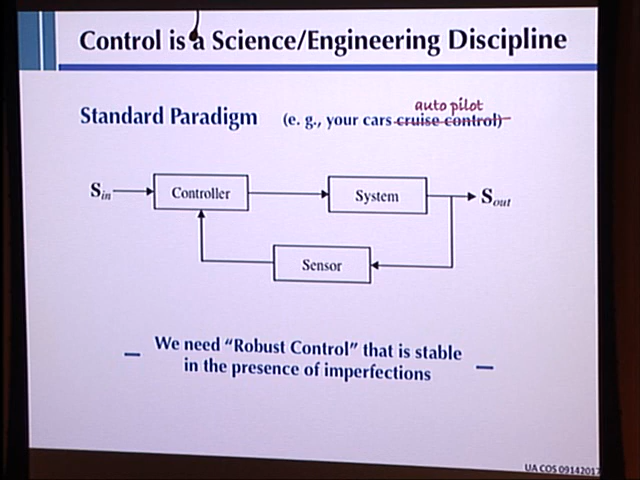 Control is a Science/Engineering Discipline
auto pilot
Standard Paradigm (e. g., your cars cruise control)
S_in Controller System S_out
Sensor
We need “Robust Control” that is stable
in the presence of imperfections
UA COS 09142017